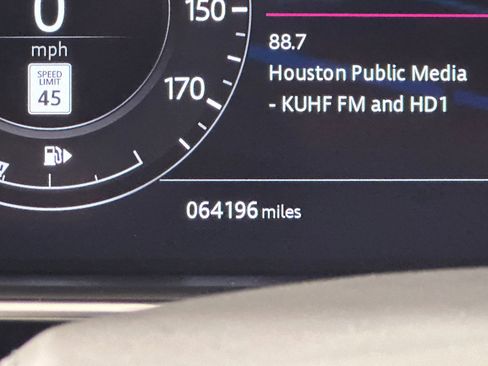 0
mph
SPEED
LIMIT
45
150
170
88.7
Houston Public Media
- KUHF FM and HD1
064196 miles